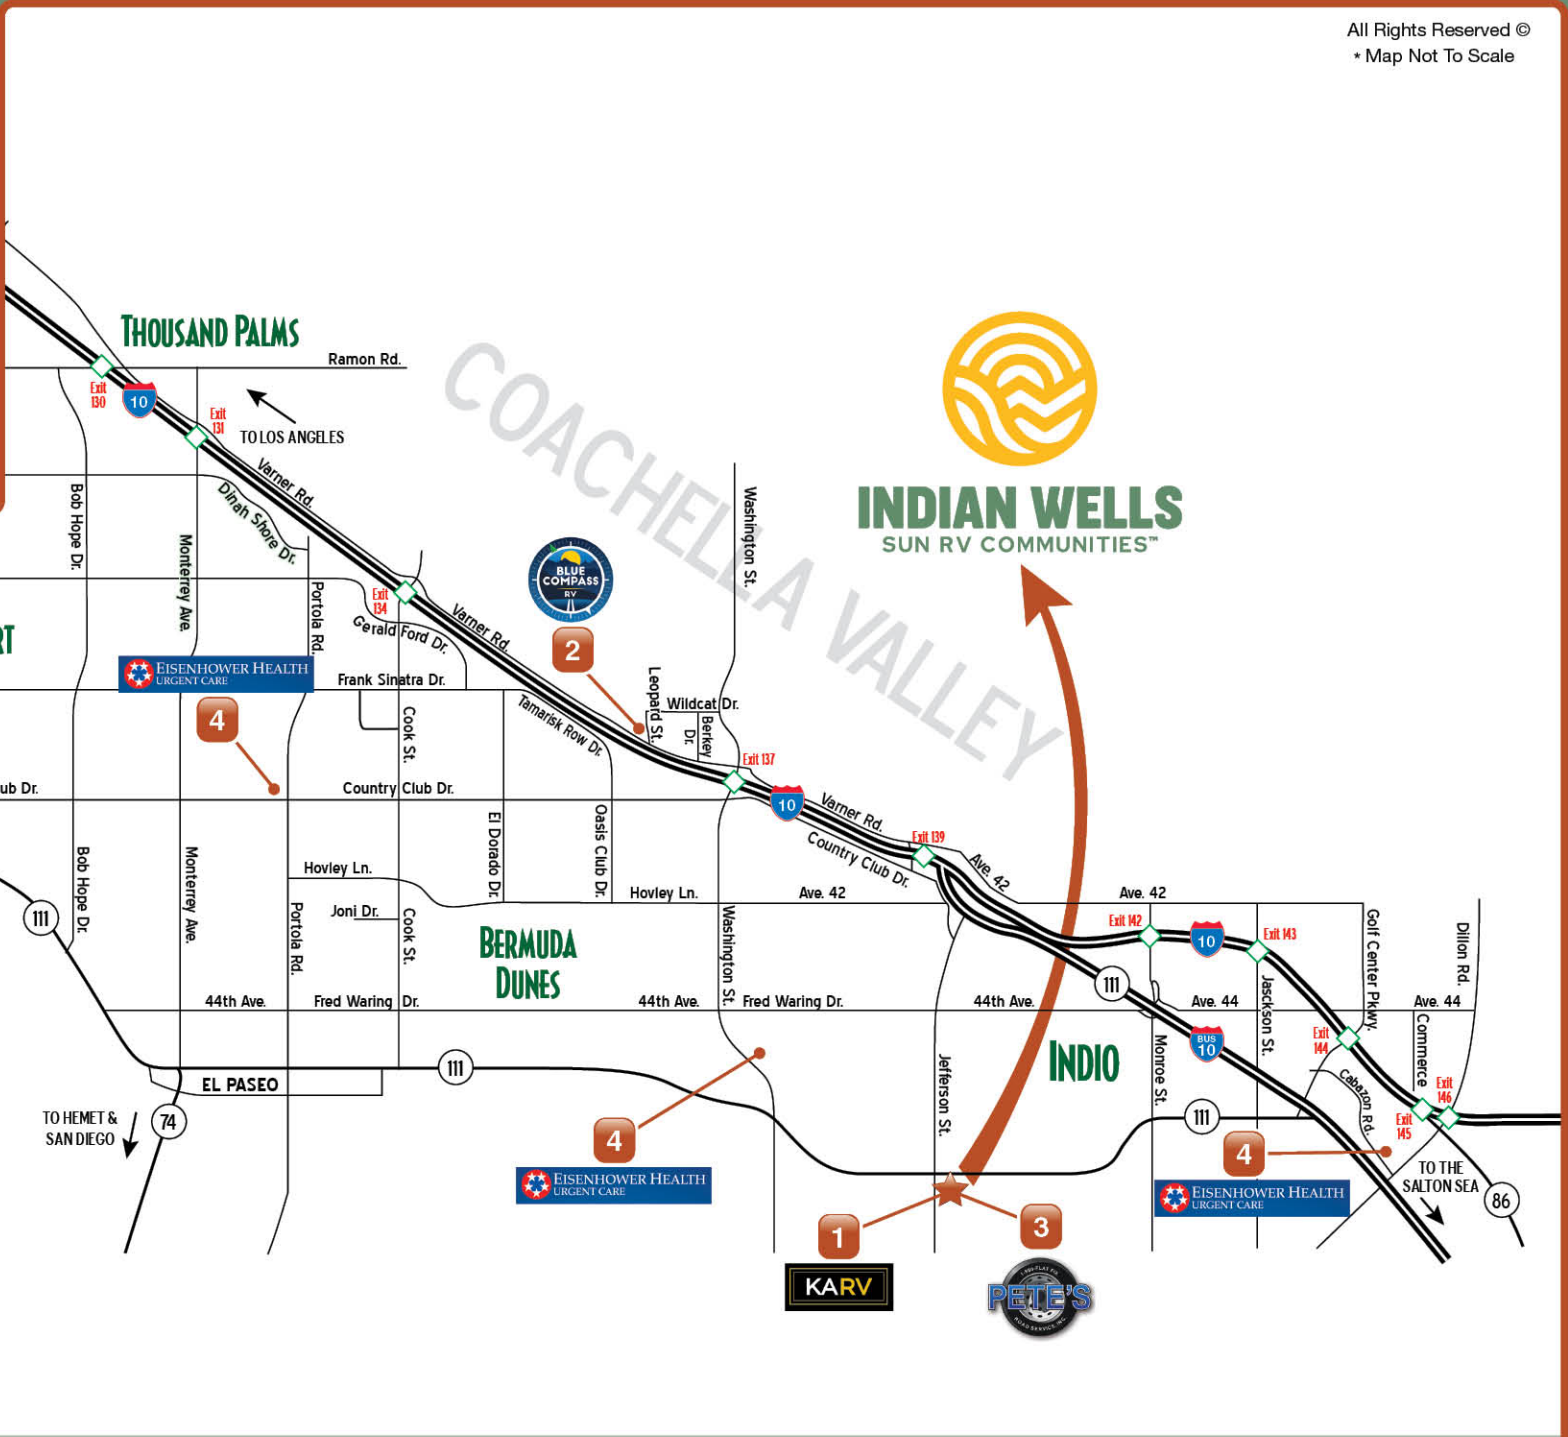 All Rights Reserved ©
* Map Not To Scale
THOUSAND PALMS
Ramon Rd.
Exit
130
10
Exit
131
TO LOS ANGELES
COACHELLA VALLEY
INDIAN WELLS
SUN RV COMMUNITIES™
Varner Rd.
Dinah Shore Dr.
Bob Hope Dr.
Monterrey Ave.
Portola Rd.
Washington St.
BLUE
COMPASS
RV
2
Exit
134
Gerald Ford Dr.
Varner Rd.
RT
EISENHOWER HEALTH
URGENT CARE
4
Frank Sinatra Dr.
Cook St.
Tamarisk Row Dr.
Leopard St.
Wildcat Dr.
Berkey
Dr.
Exit 137
10
ub Dr.
Country Club Dr.
El Dorado Dr.
Oasis Club Dr.
Varner Rd.
Country Club Dr.
Exit 139
Ave. 42
Bob Hope Dr.
Monterrey Ave.
Hovley Ln.
Hovley Ln.
Ave. 42
Ave. 42
111
Joni Dr.
Portola Rd.
Cook St.
BERMUDA
DUNES
Washington St.
Exit 142
10
Exit 143
Golf Center Pkwy.
Dillon Rd.
111
44th Ave.
Fred Waring Dr.
44th Ave.
Fred Waring Dr.
44th Ave.
Ave. 44
Ave. 44
Jasckson St.
Commerce
BUS
10
Exit
144
INDIO
Jefferson St.
Monroe St.
Cabazon Rd.
Exit
146
Exit
145
111
EL PASEO
TO HEMET &
SAN DIEGO
74
111
4
EISENHOWER HEALTH
URGENT CARE
4
EISENHOWER HEALTH
URGENT CARE
TO THE
SALTON SEA
86
1
KARV
3
PETE'S
ROAD SERVICE, INC.